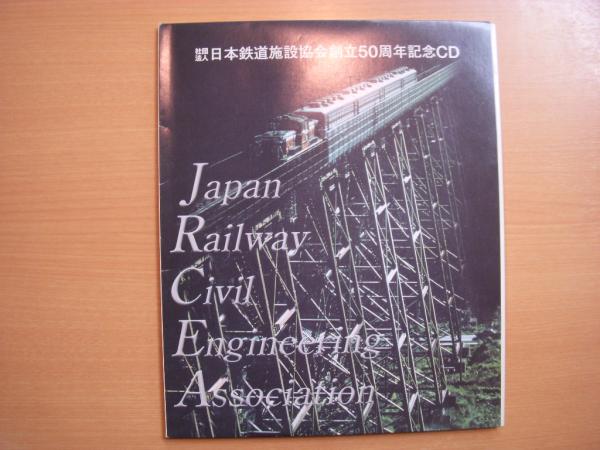 社団法人 日本鉄道施設協会創立50周年記念CD
Japan
Railway
Civil
Engineering
Association